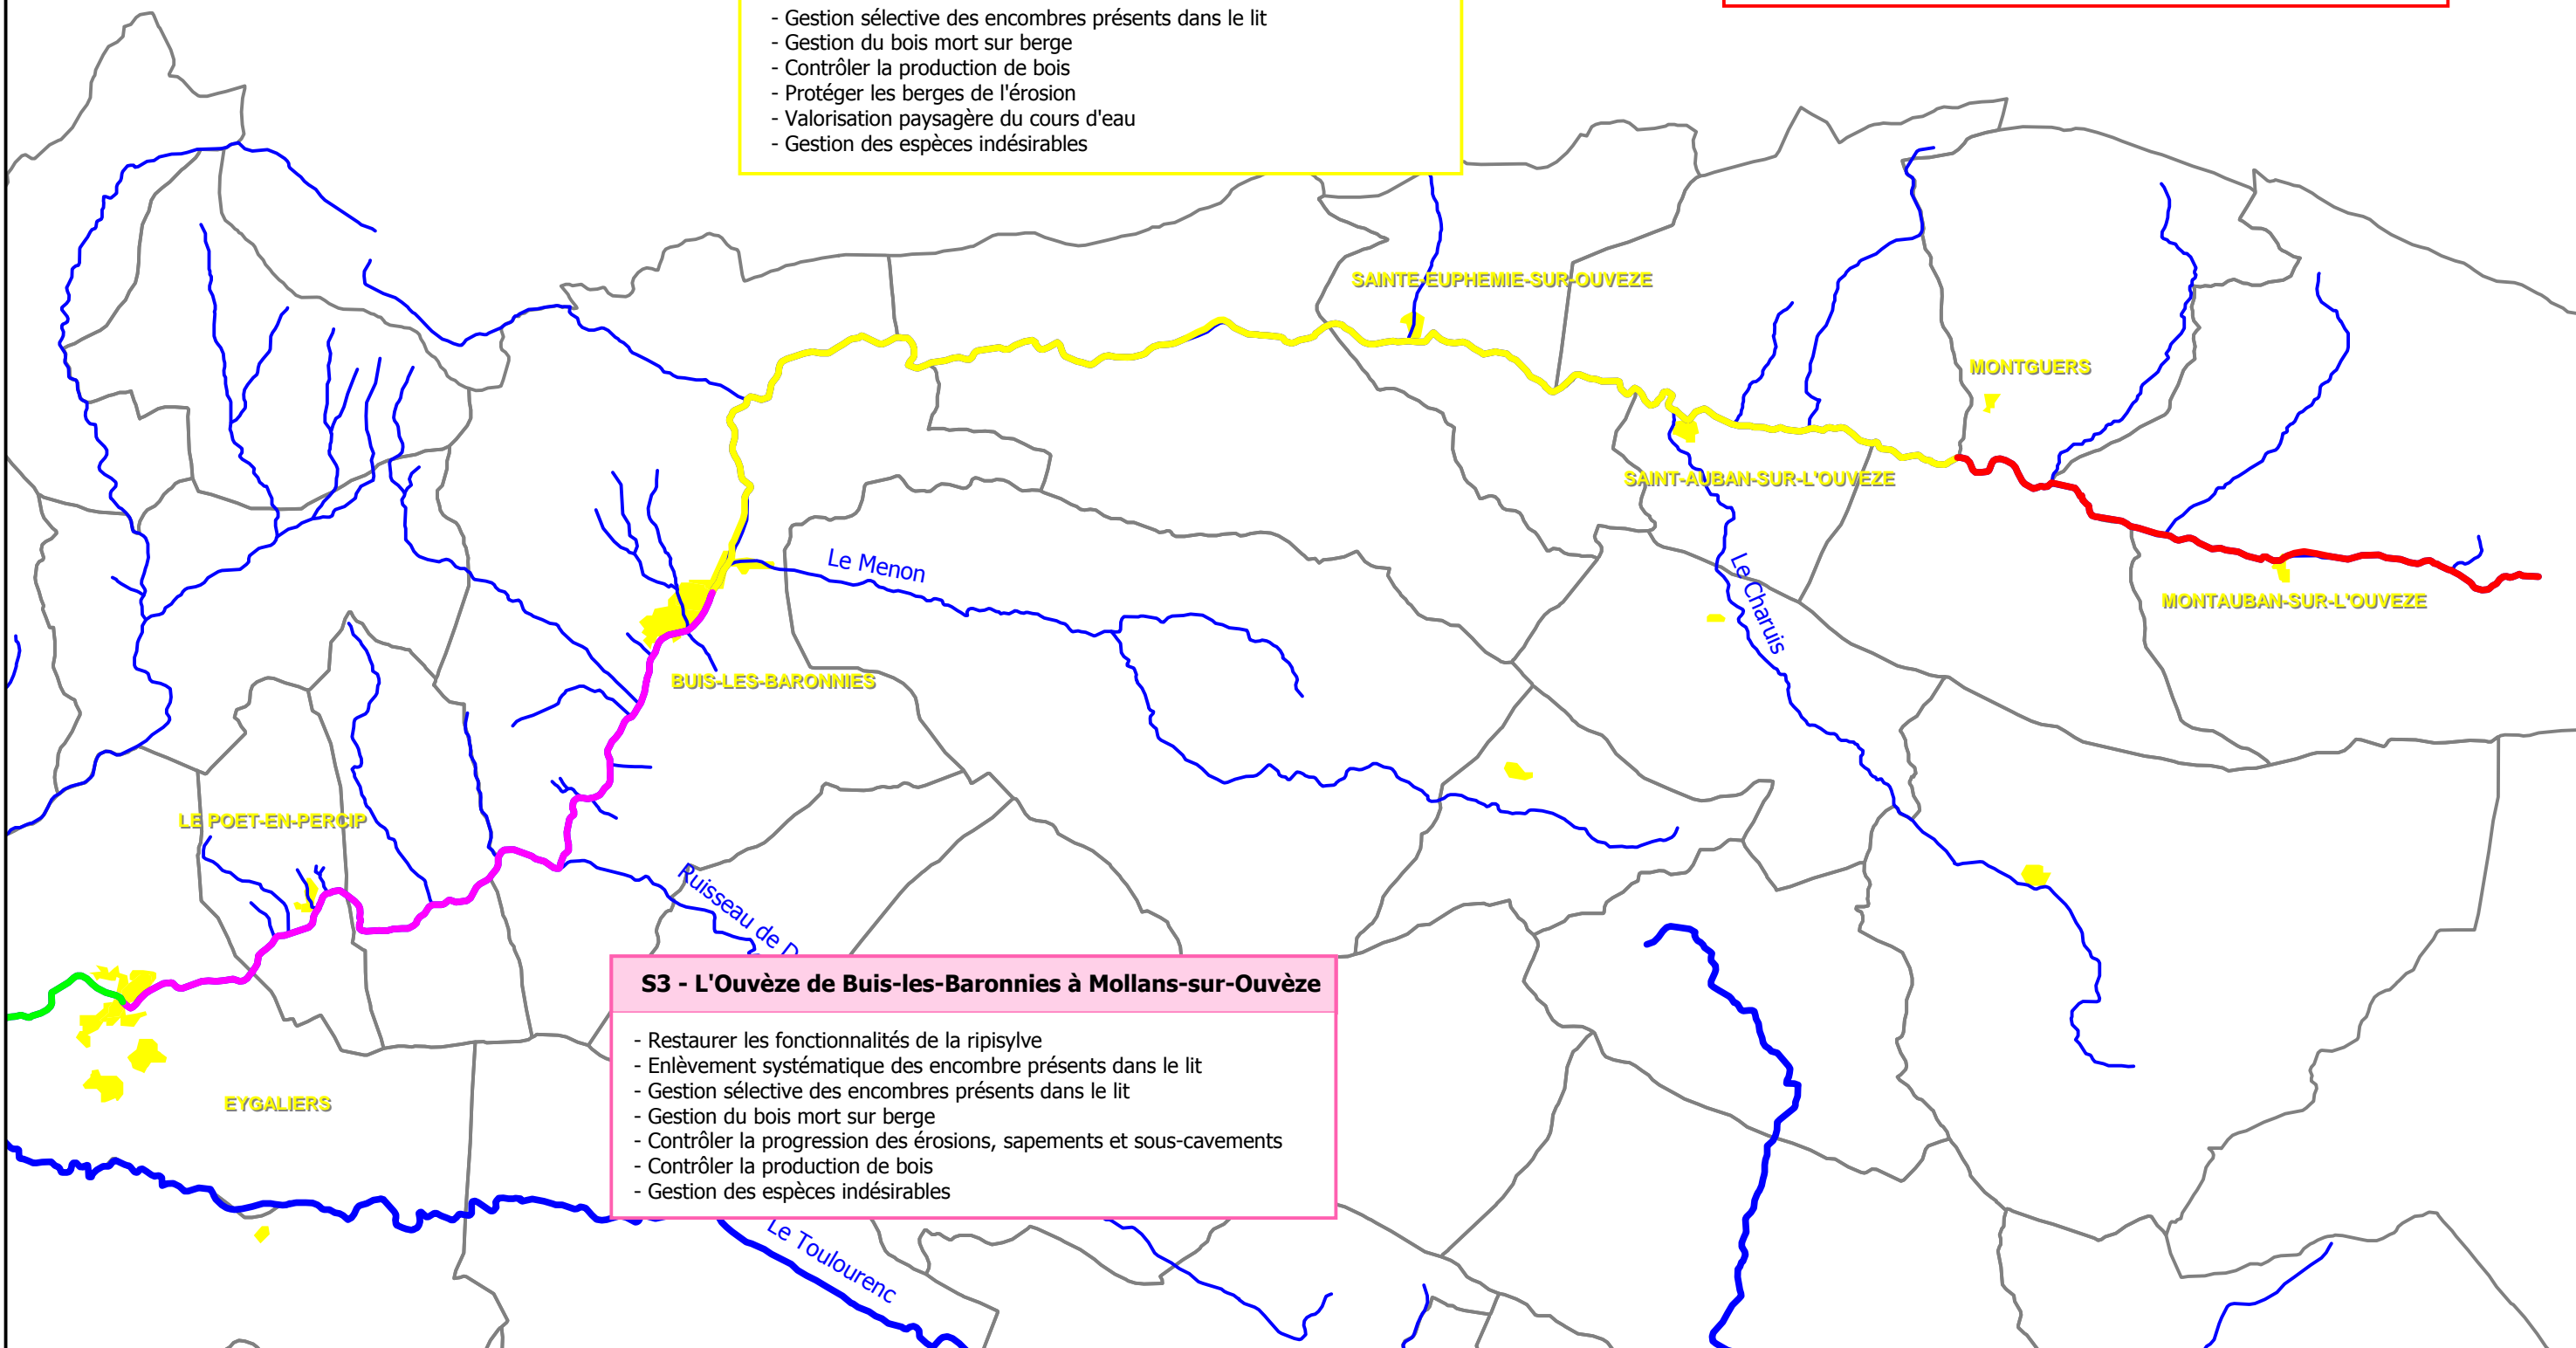 - Gestion sélective des encombres présents dans le lit
- Gestion du bois mort sur berge
- Contrôler la production de bois
- Protéger les berges de l'érosion
- Valorisation paysagère du cours d'eau
- Gestion des espèces indésirables
SAINTE-EUPHEMIE-SUR-OUVEZE
MONTGUERS
SAINT-AUBAN-SUR-L'OUVEZE
Le Menon
Le Charuis
MONTAUBAN-SUR-L'OUVEZE
BUIS-LES-BARONNIES
LE POET-EN-PERCIP
Ruisseau de
S3 - L'Ouvèze de Buis-les-Baronnies à Mollans-sur-Ouvèze
- Restaurer les fonctionnalités de la ripisylve
- Enlèvement systématique des encombre présents dans le lit
- Gestion sélective des encombres présents dans le lit
- Gestion du bois mort sur berge
- Contrôler la progression des érosions, sapements et sous-cavements
- Contrôler la production de bois
- Gestion des espèces indésirables
EYGALIERS
Le Toulourenc